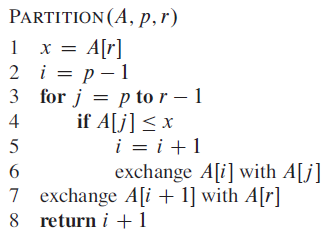 PARTITION(A, p, r)
1 x = A[r]
2 i = p − 1
3 for j = p to r − 1
4 if A[j] ≤ x
5 i = i + 1
6 exchange A[i] with A[j]
7 exchange A[i + 1] with A[r]
8 return i + 1